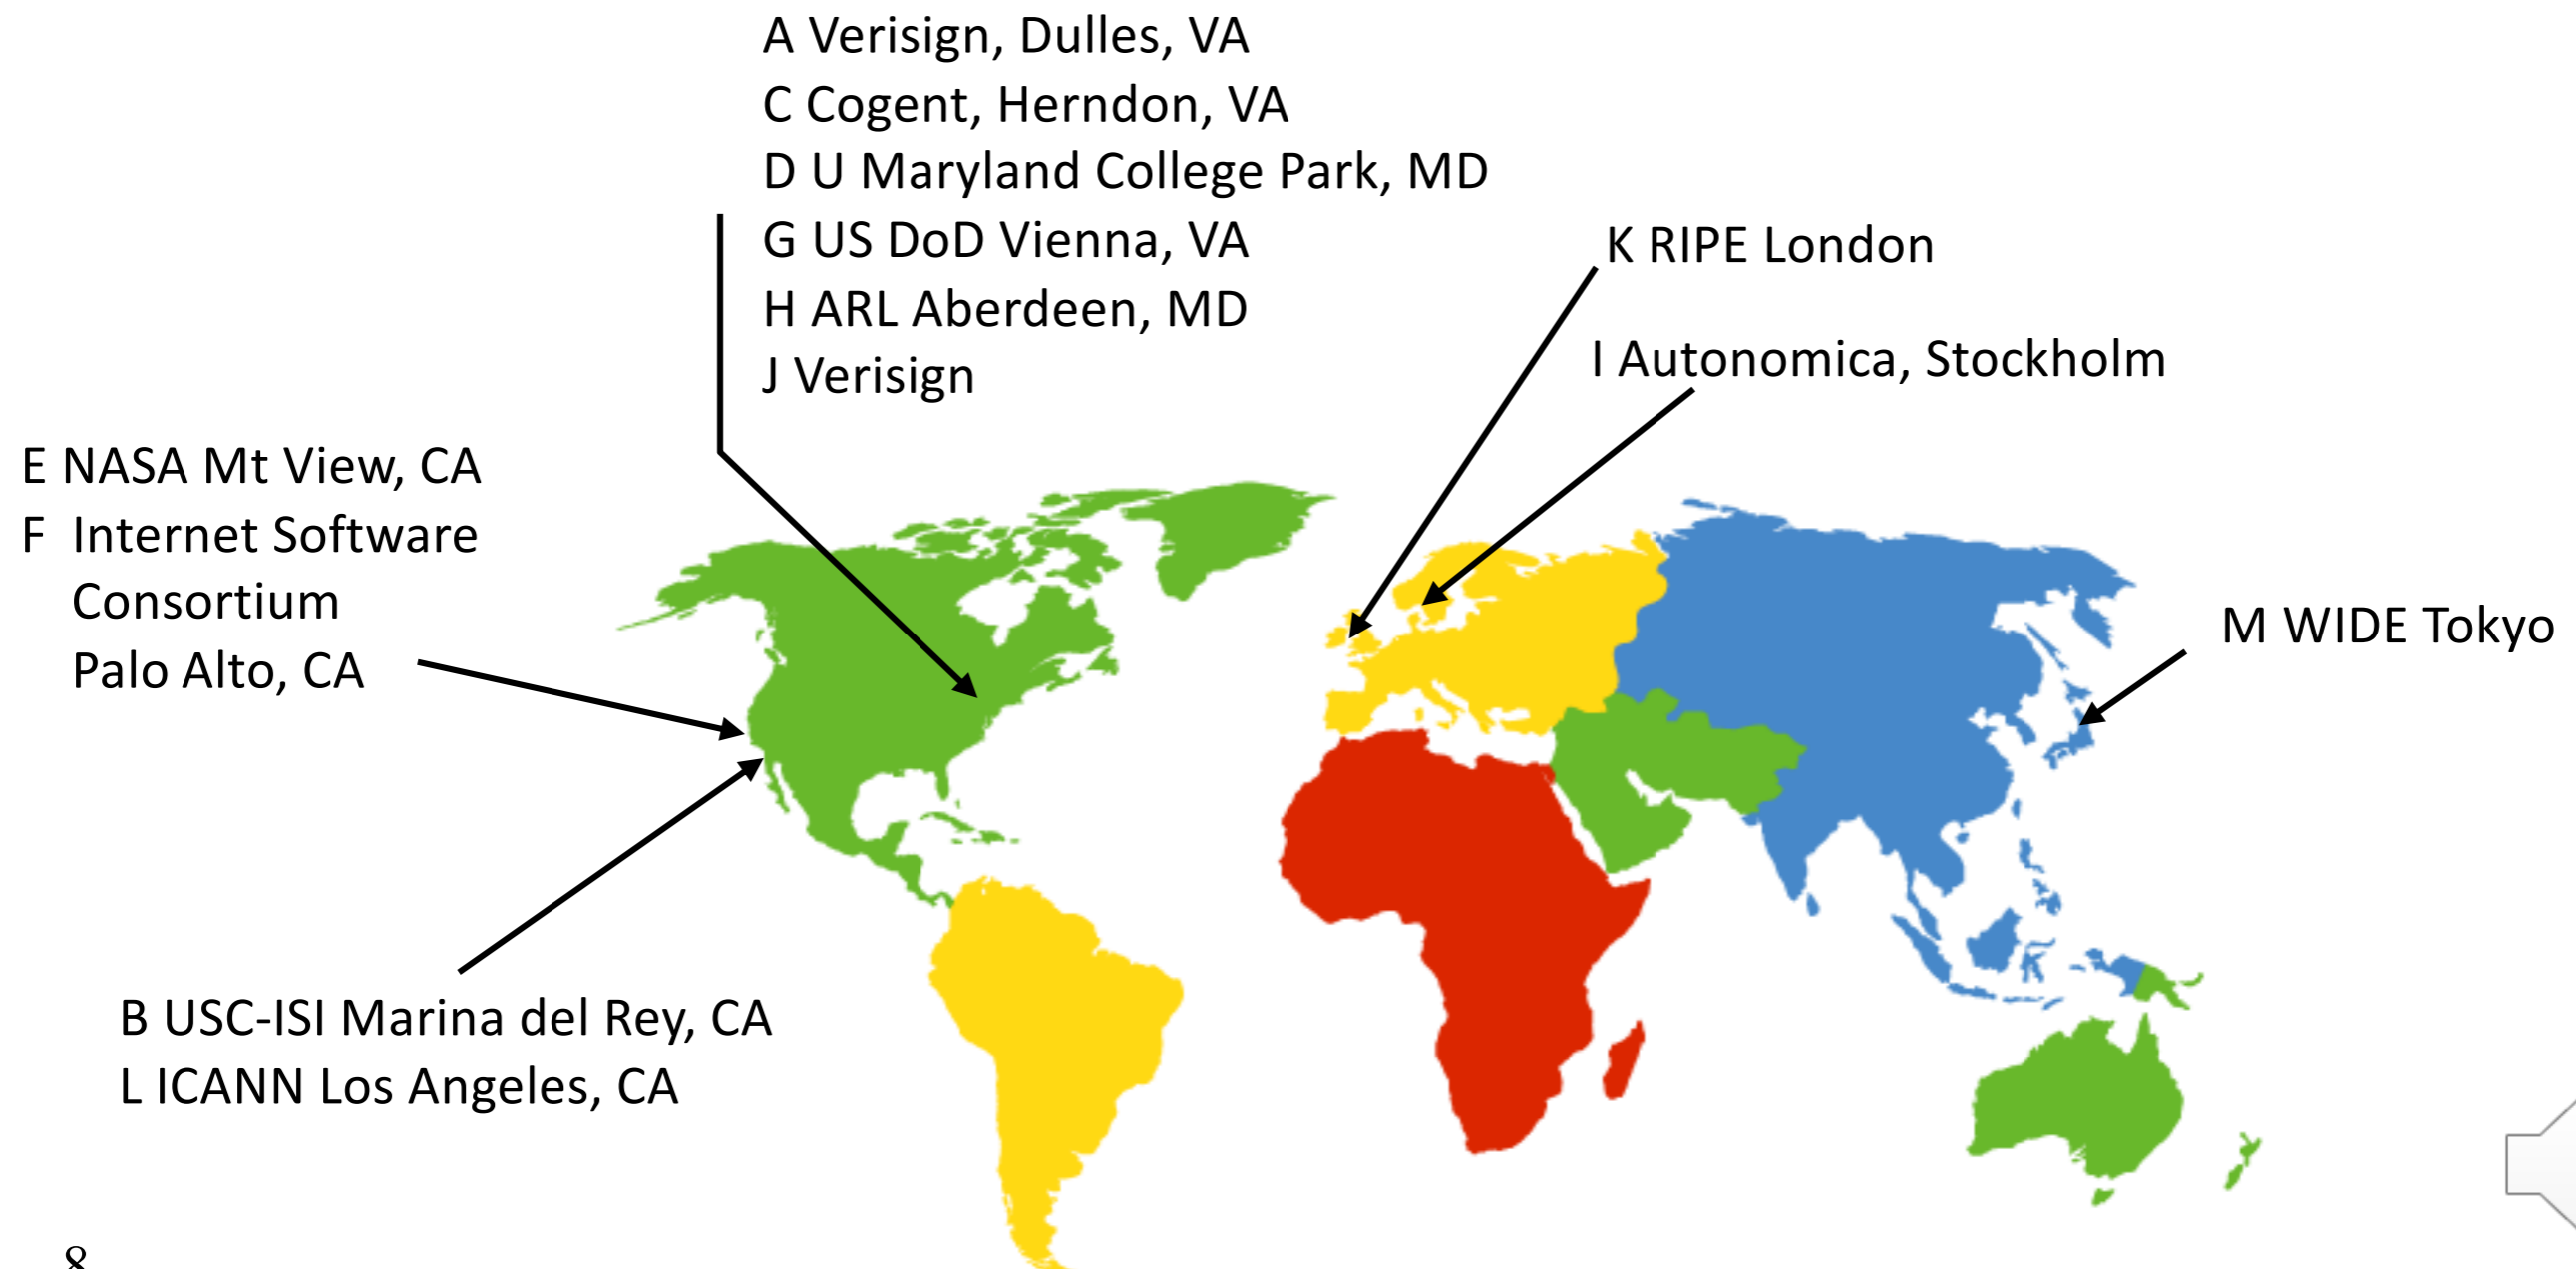 A Verisign, Dulles, VA
C Cogent, Herndon, VA
D U Maryland College Park, MD
G US DoD Vienna, VA
H ARL Aberdeen, MD
J Verisign
K RIPE London
I Autonomica, Stockholm
E NASA Mt View, CA
F Internet Software
Consortium
Palo Alto, CA
M WIDE Tokyo
B USC-ISI Marina del Rey, CA
L ICANN Los Angeles, CA
8